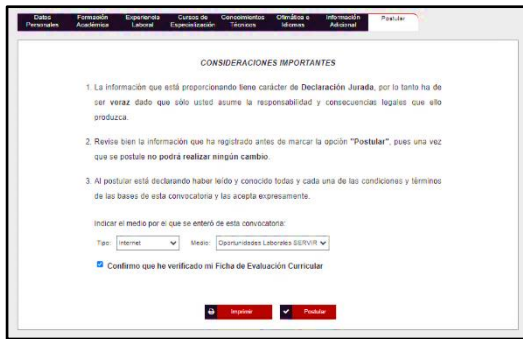 Datos Personales
Formación Académica
Experiencia Laboral
Cursos de Especialización
Conocimientos Técnicos
Ofimática e Idiomas
Información Adicional
Postular
CONSIDERACIONES IMPORTANTES
1. La información que está proporcionando tiene carácter de Declaración Jurada, por lo tanto ha de
ser veraz dado que sólo usted asume la responsabilidad y consecuencias legales que ello
produzca.
2. Revise bien la información que ha registrado antes de marcar la opción "Postular", pues una vez
que se postule no podrá realizar ningún cambio.
3. Al postular está declarando haber leído y conocido todas y cada una de las condiciones y términos
de las bases de esta convocatoria y las acepta expresamente.
Indicar el medio por el que se enteró de esta convocatoria:
Tipo: Internet Medio: Oportunidades Laborales SERVIR
Confirmo que he verificado mi Ficha de Evaluación Curricular
Imprimir Postular